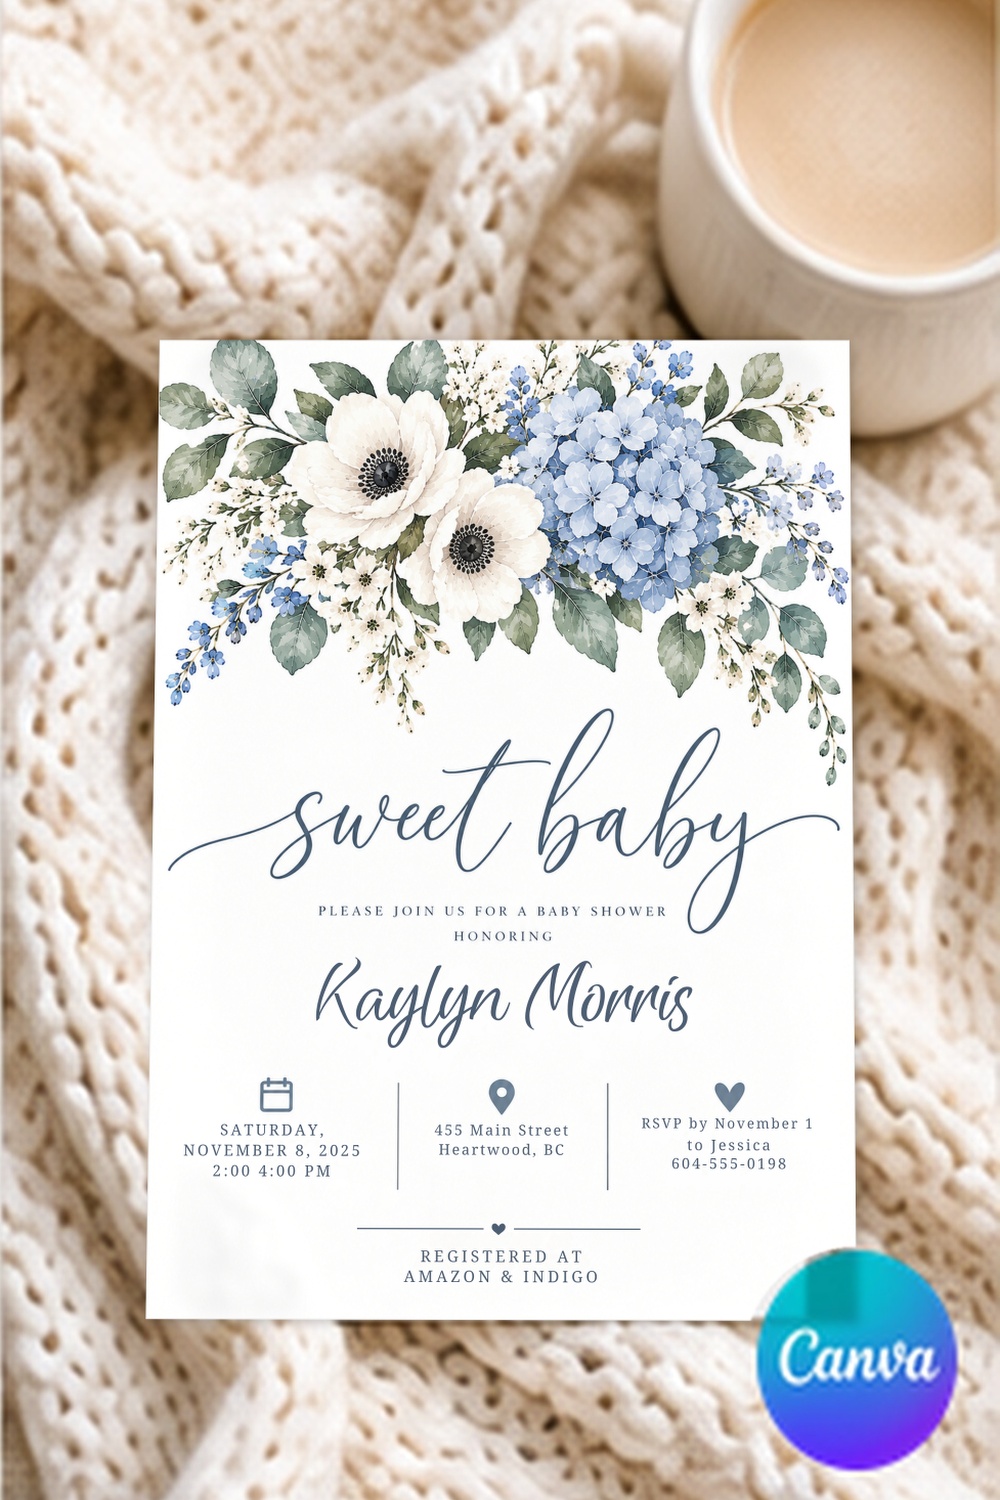 sweet baby
PLEASE JOIN US FOR A BABY SHOWER
HONORING
Kaylyn Morris
SATURDAY,
NOVEMBER 8, 2025
2:00 4:00 PM
455 Main Street
Heartwood, BC
RSVP by November 1
to Jessica
604-555-0198
REGISTERED AT
AMAZON & INDIGO
Canva